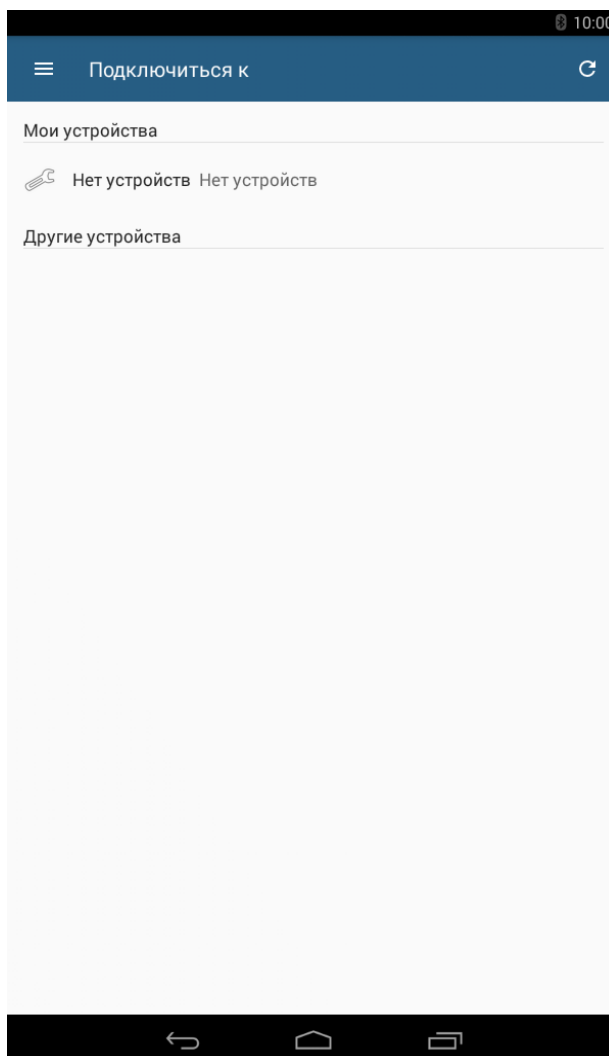 10:00
Подключиться к
Мои устройства
Нет устройств Нет устройств
Другие устройства